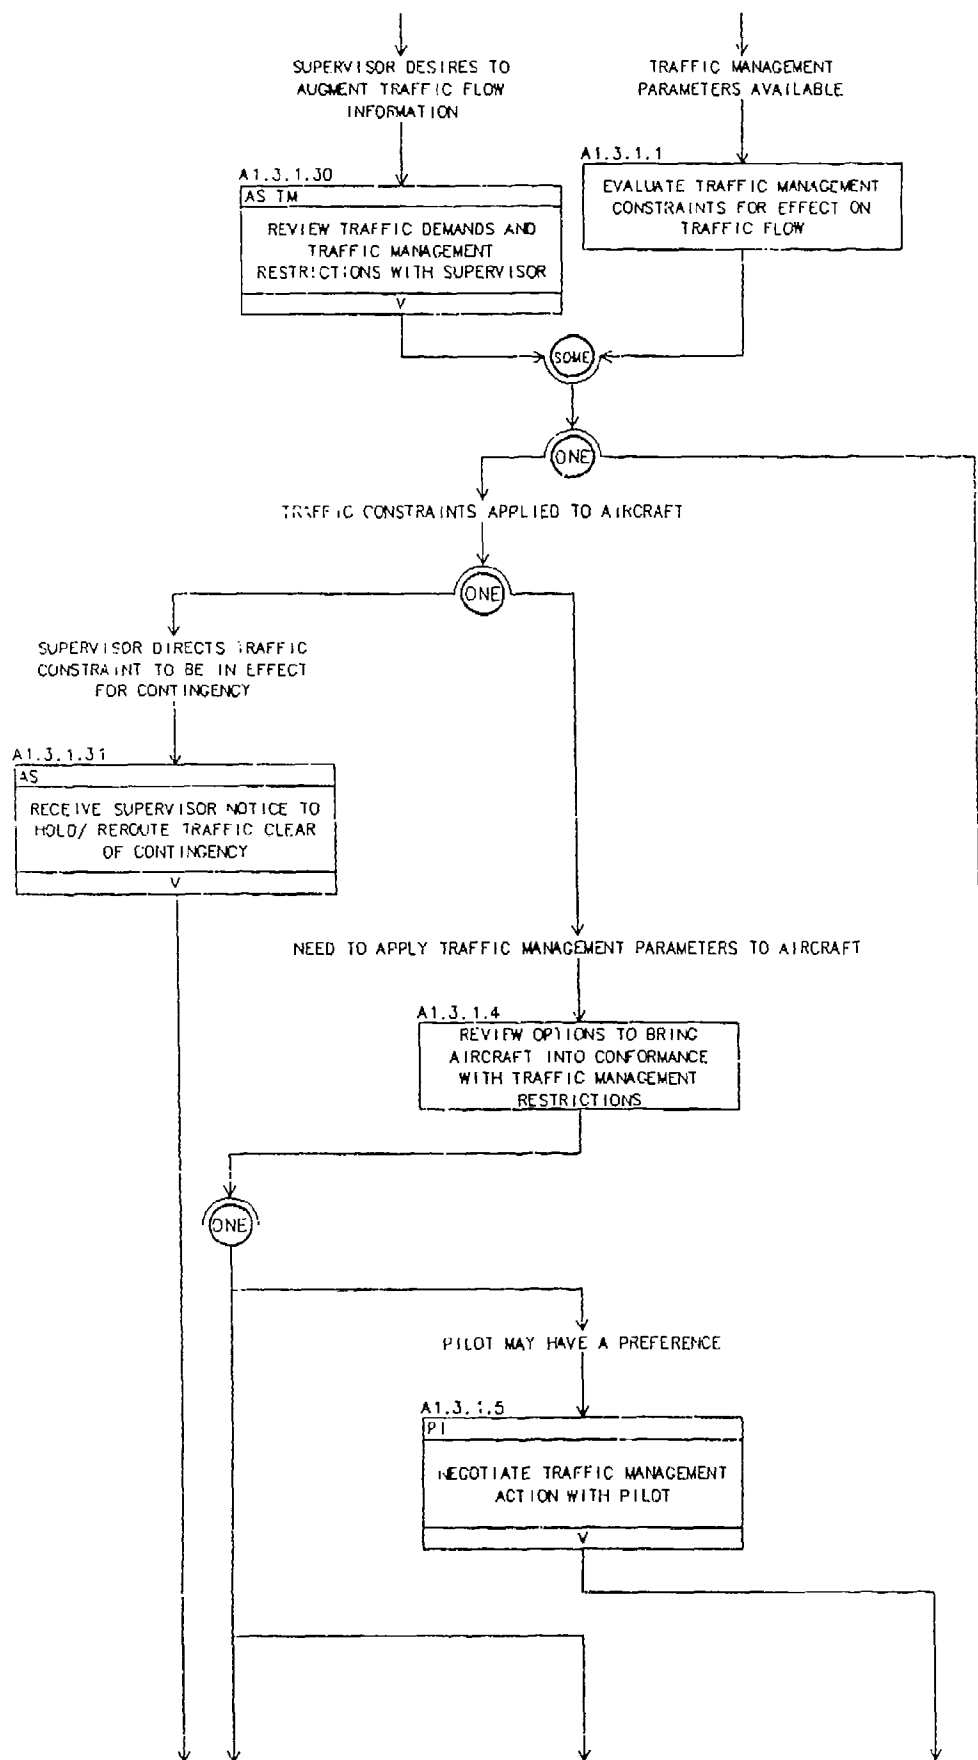 SUPERVISOR DESIRES TO
AUGMENT TRAFFIC FLOW
INFORMATION
TRAFFIC MANAGEMENT
PARAMETERS AVAILABLE
A1.3.1.30
AS TM
REVIEW TRAFFIC DEMANDS AND
TRAFFIC MANAGEMENT
RESTRICTIONS WITH SUPERVISOR
V
A1.3.1.1
EVALUATE TRAFFIC MANAGEMENT
CONSTRAINTS FOR EFFECT ON
TRAFFIC FLOW
SOME
ONE
TRAFFIC CONSTRAINTS APPLIED TO AIRCRAFT
ONE
SUPERVISOR DIRECTS TRAFFIC
CONSTRAINT TO BE IN EFFECT
FOR CONTINGENCY
A1.3.1.31
AS
RECEIVE SUPERVISOR NOTICE TO
HOLD/ REROUTE TRAFFIC CLEAR
OF CONTINGENCY
V
NEED TO APPLY TRAFFIC MANAGEMENT PARAMETERS TO AIRCRAFT
A1.3.1.4
REVIEW OPTIONS TO BRING
AIRCRAFT INTO CONFORMANCE
WITH TRAFFIC MANAGEMENT
RESTRICTIONS
ONE
PILOT MAY HAVE A PREFERENCE
A1.3.1.5
PI
NEGOTIATE TRAFFIC MANAGEMENT
ACTION WITH PILOT
V